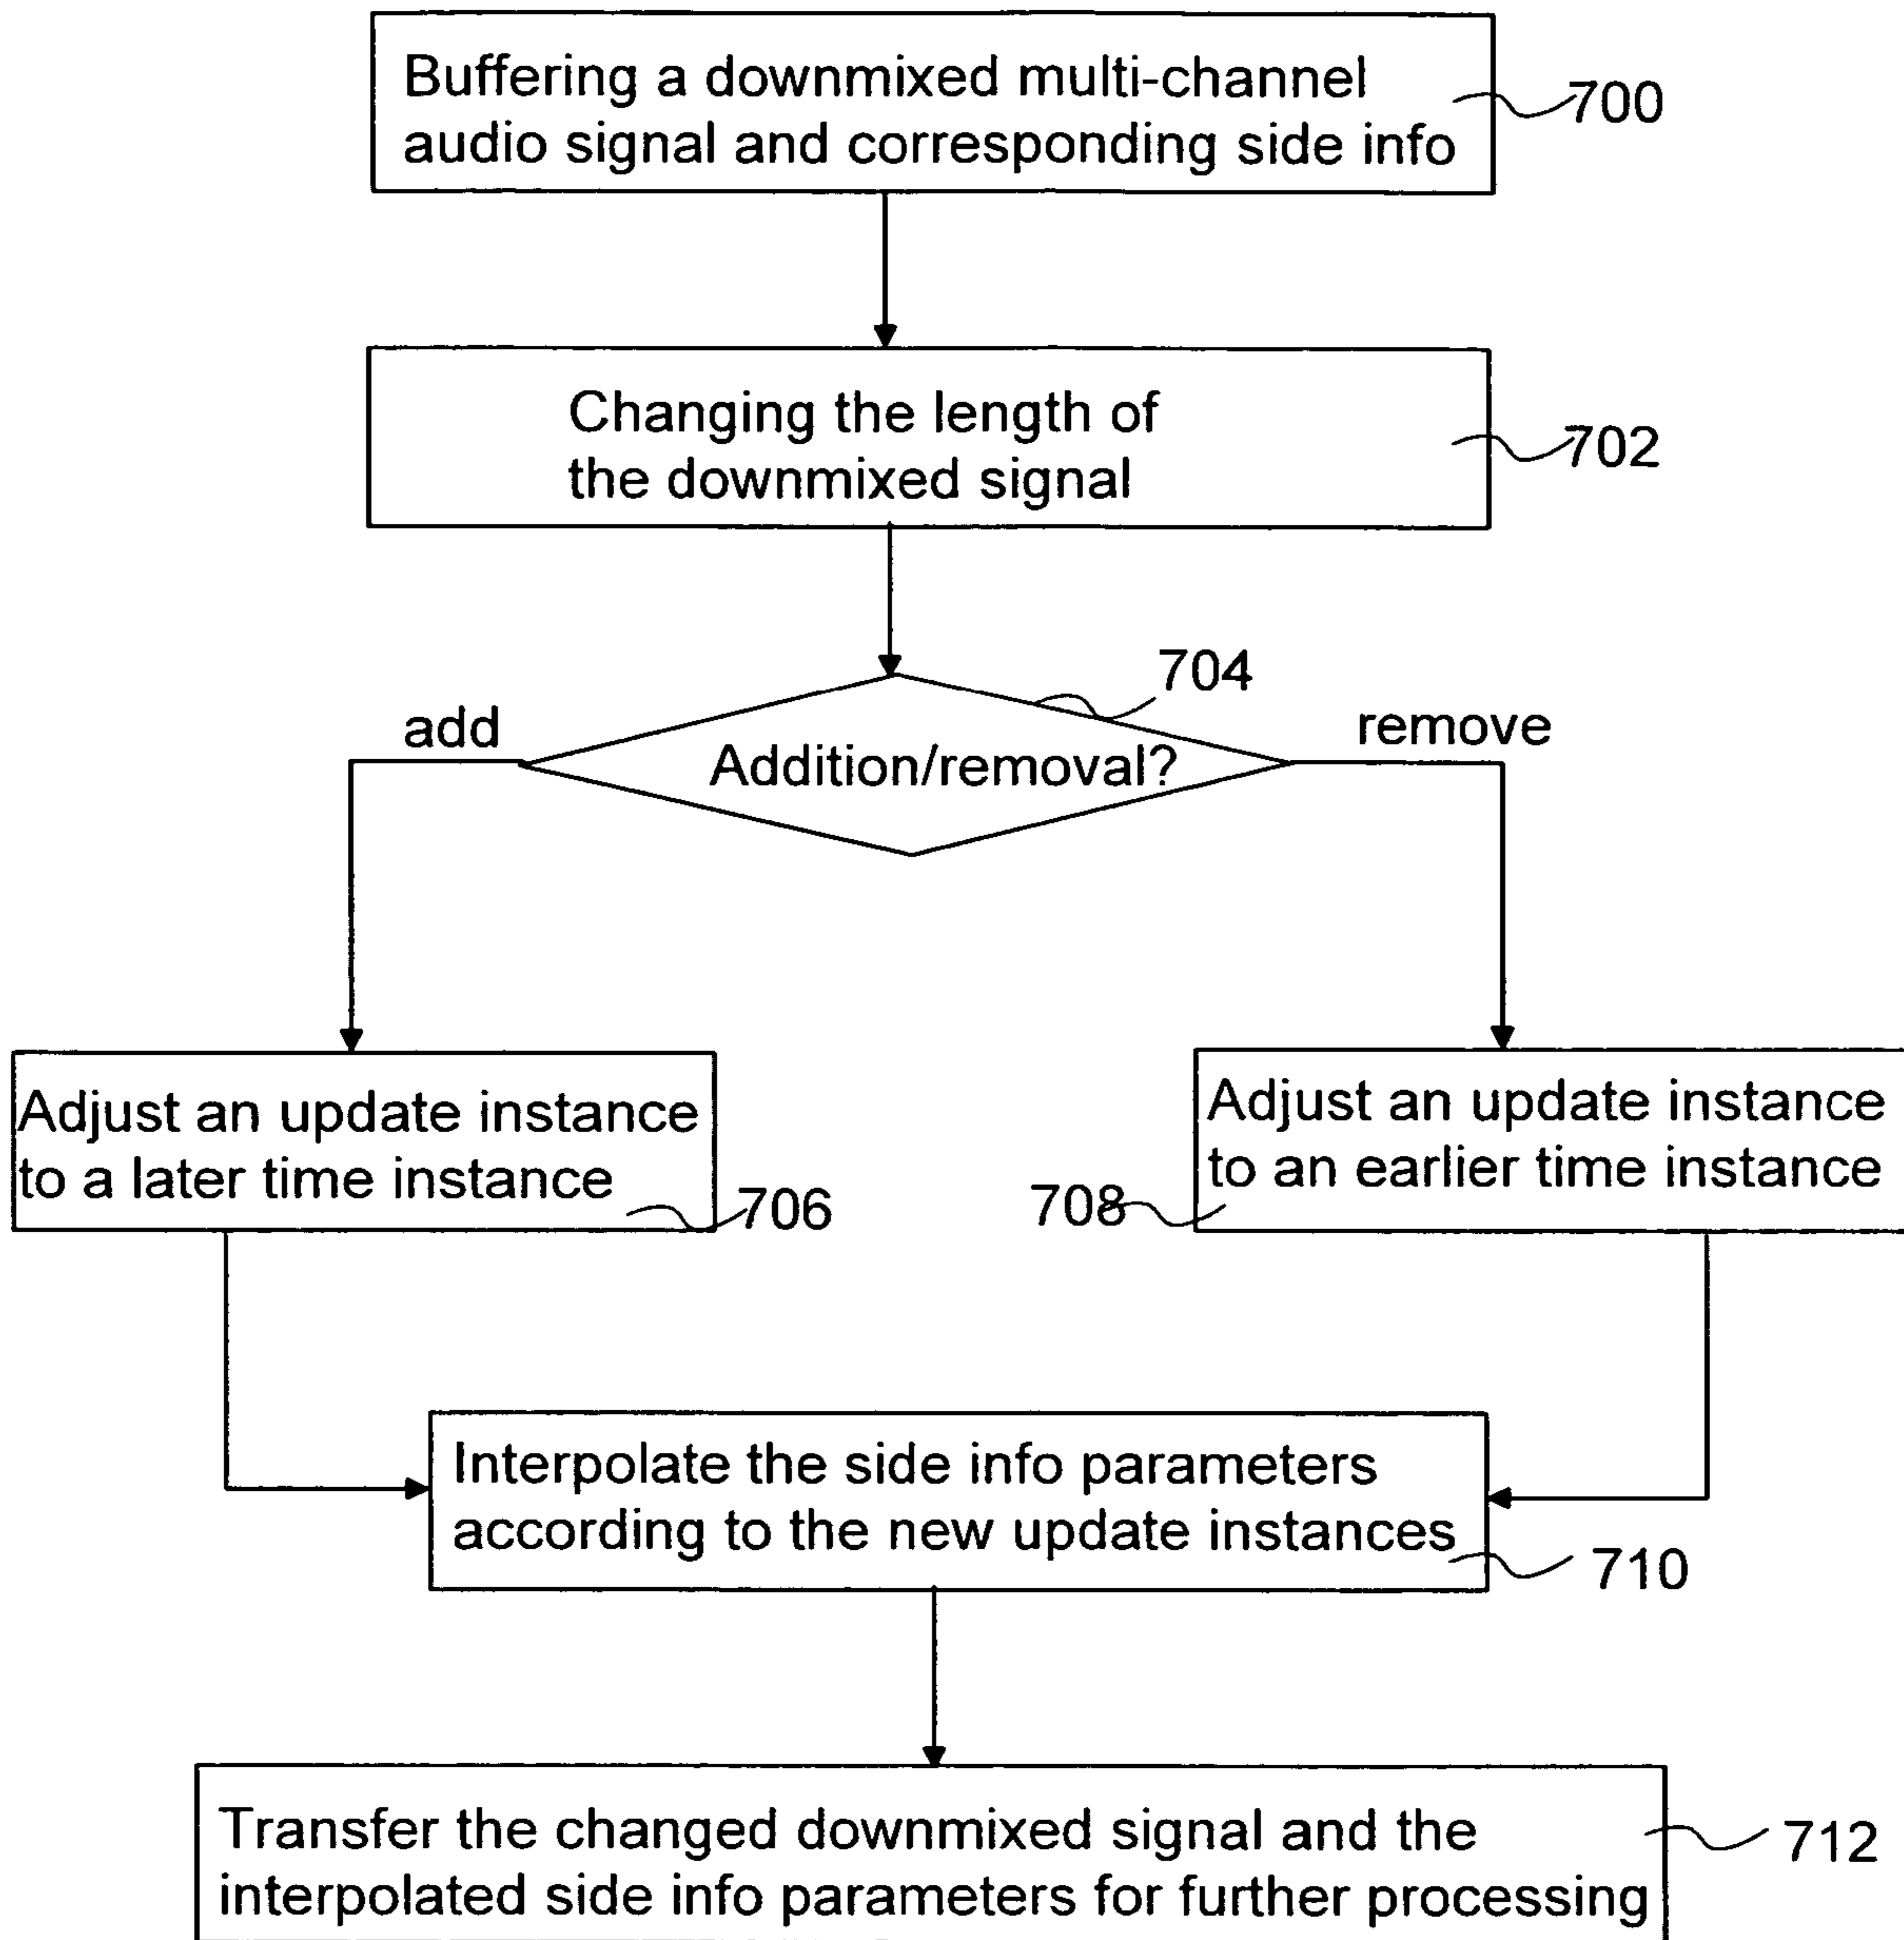 Buffering a downmixed multi-channel
audio signal and corresponding side info
700
Changing the length of
the downmixed signal
702
704
add
remove
Addition/removal?
Adjust an update instance
to a later time instance
706
Adjust an update instance
to an earlier time instance
708
Interpolate the side info parameters
according to the new update instances
710
Transfer the changed downmixed signal and the
interpolated side info parameters for further processing
712